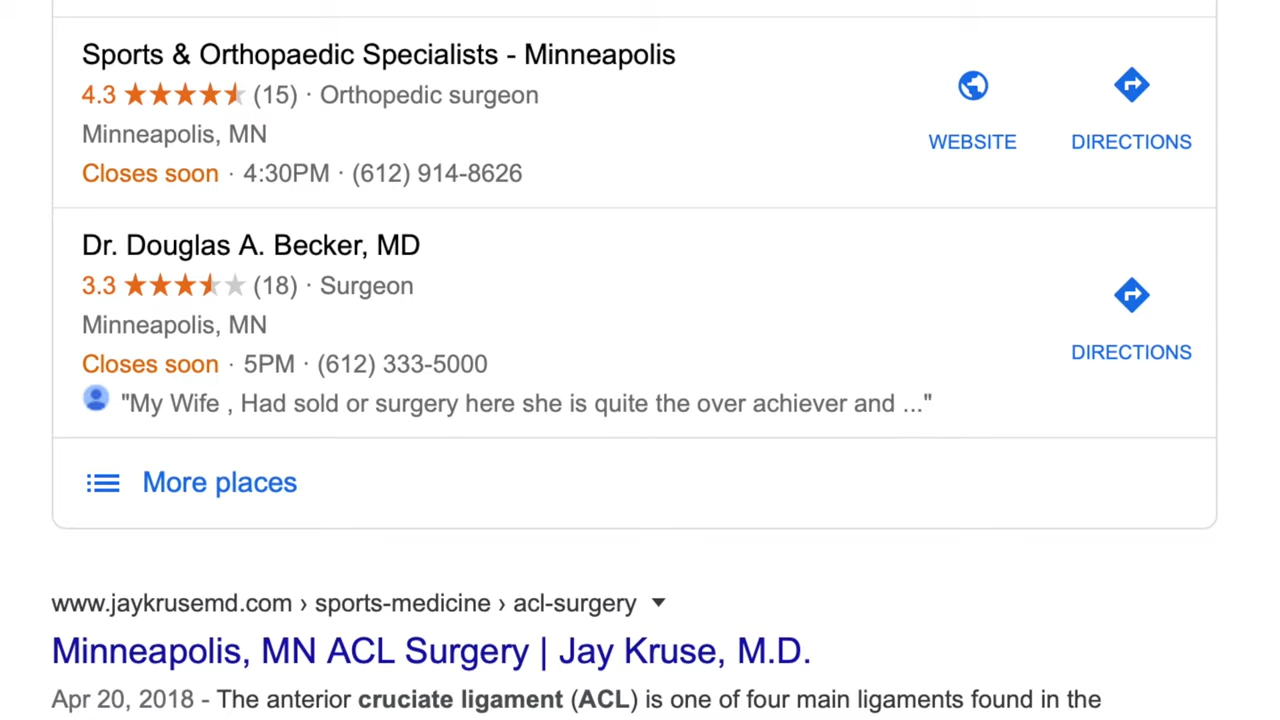 Sports & Orthopaedic Specialists - Minneapolis
4.3 (15) · Orthopedic surgeon
Minneapolis, MN
Closes soon · 4:30PM · (612) 914-8626
WEBSITE
DIRECTIONS
Dr. Douglas A. Becker, MD
3.3 (18) · Surgeon
Minneapolis, MN
Closes soon · 5PM · (612) 333-5000
"My Wife , Had sold or surgery here she is quite the over achiever and ..."
DIRECTIONS
More places
www.jaykrusemd.com › sports-medicine › acl-surgery
Minneapolis, MN ACL Surgery | Jay Kruse, M.D.
Apr 20, 2018 - The anterior cruciate ligament (ACL) is one of four main ligaments found in the